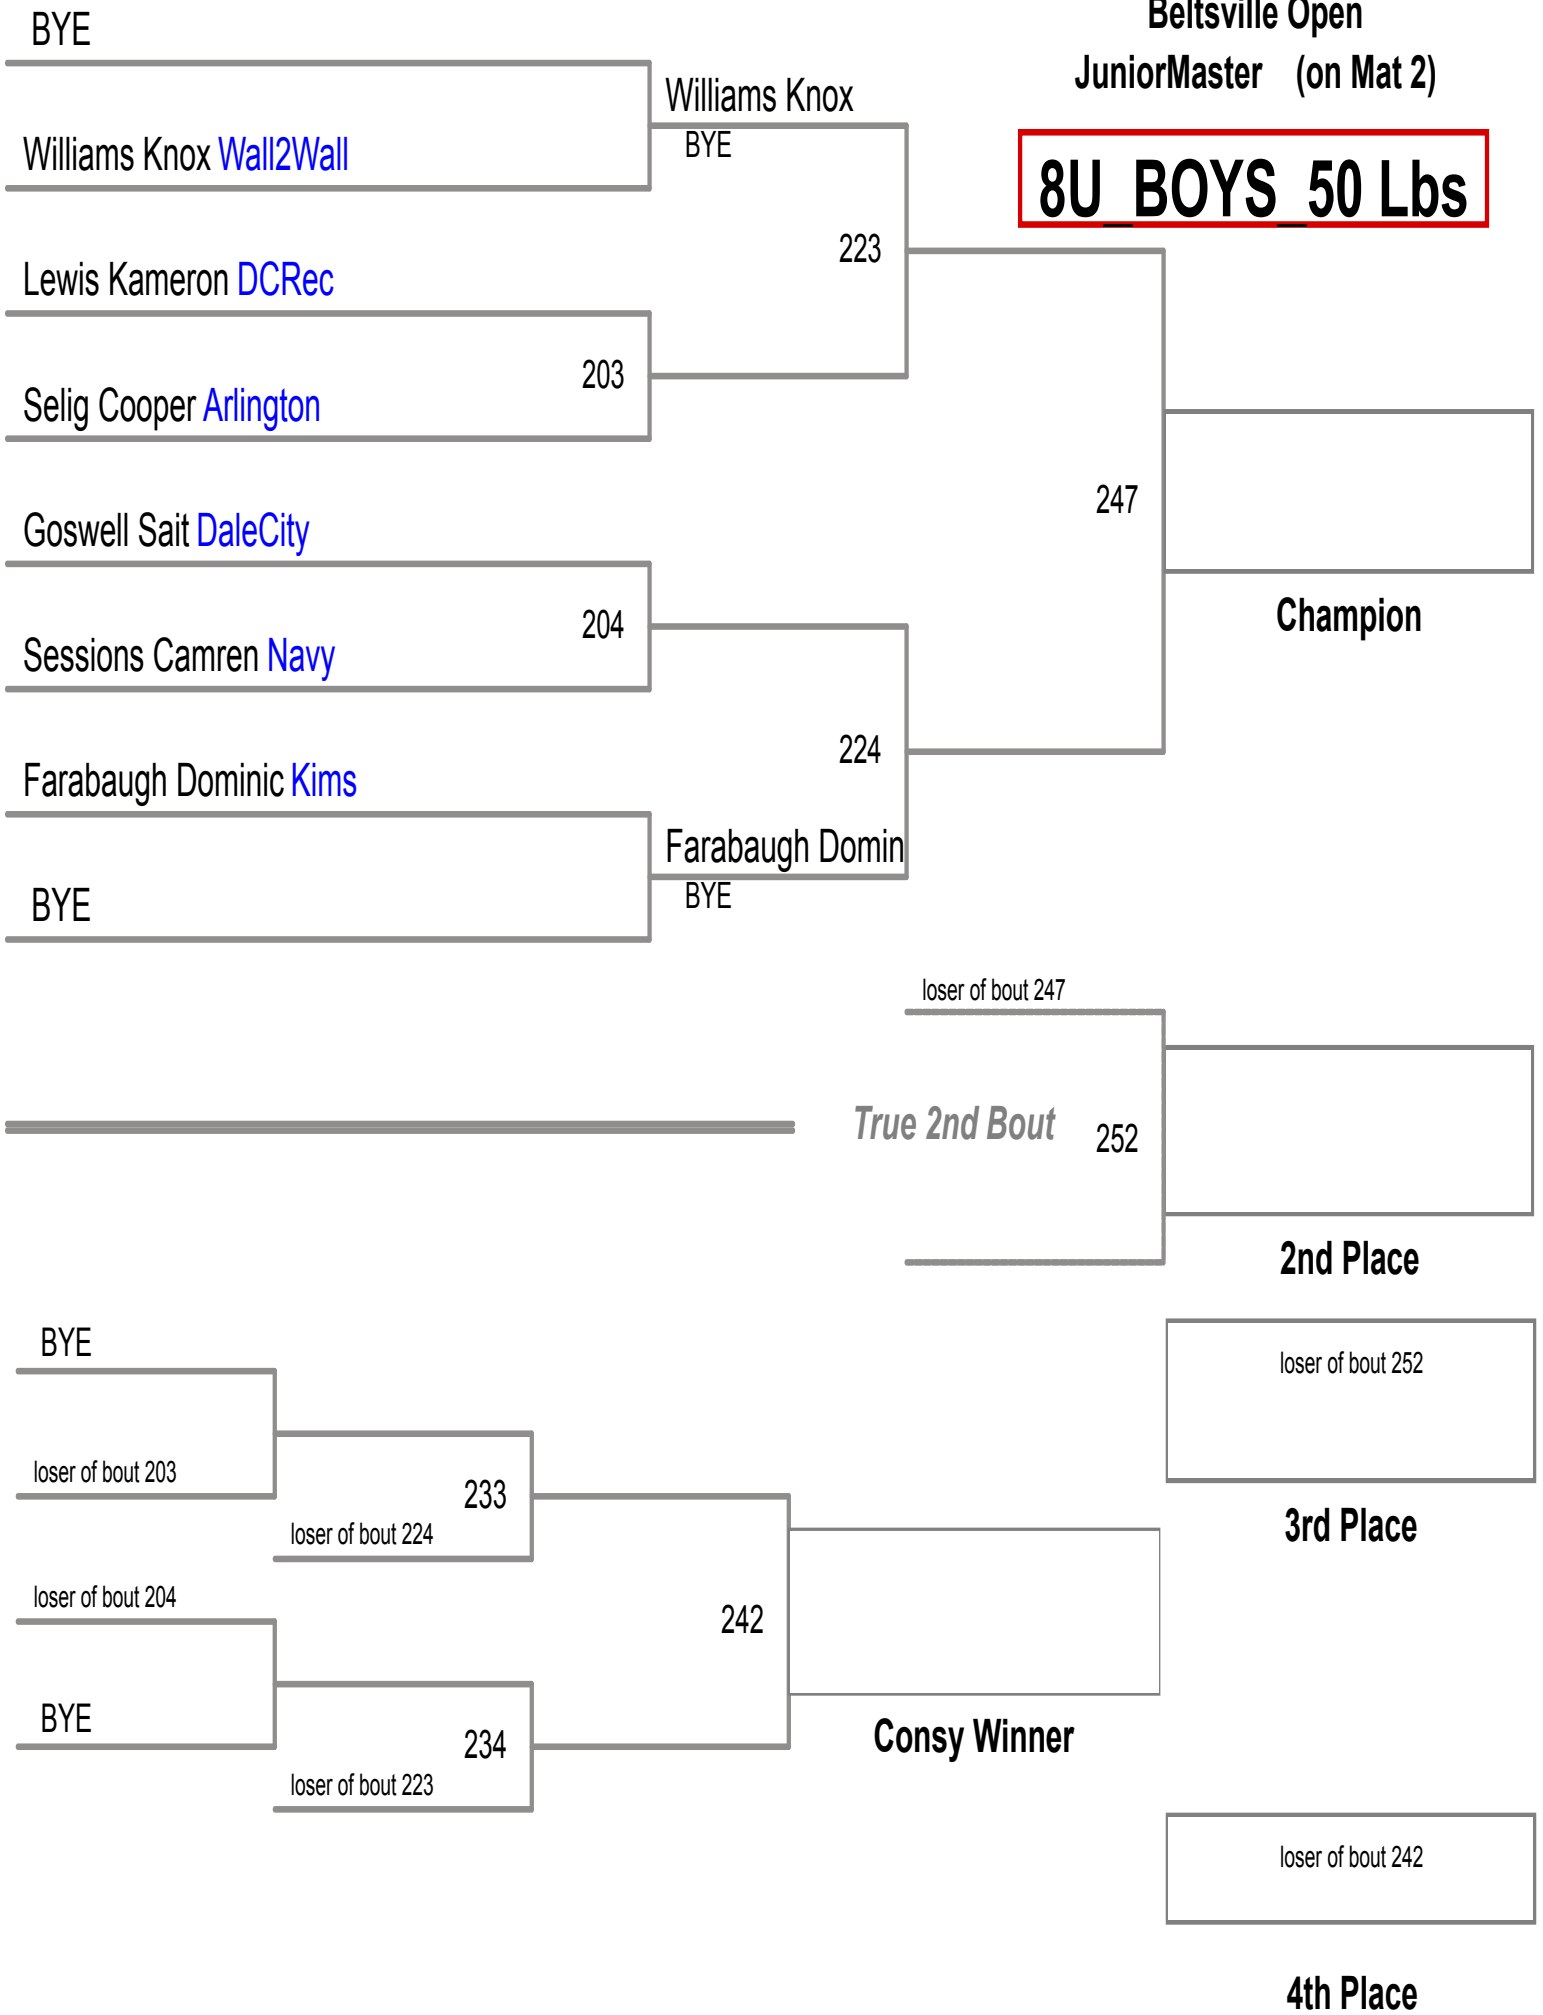 Beltsville Open
JuniorMaster (on Mat 2)
8U_BOYS_50 Lbs
BYE
Williams Knox Wall2Wall
Williams Knox
BYE
Lewis Kameron DCRec
223
203
Selig Cooper Arlington
247
Goswell Sait DaleCity
Champion
204
Sessions Camren Navy
224
Farabaugh Dominic Kims
Farabaugh Domin
BYE
BYE
loser of bout 247
True 2nd Bout 252
2nd Place
BYE
loser of bout 252
loser of bout 203
233
3rd Place
loser of bout 224
loser of bout 204
242
BYE
Consy Winner
234
loser of bout 223
loser of bout 242
4th Place